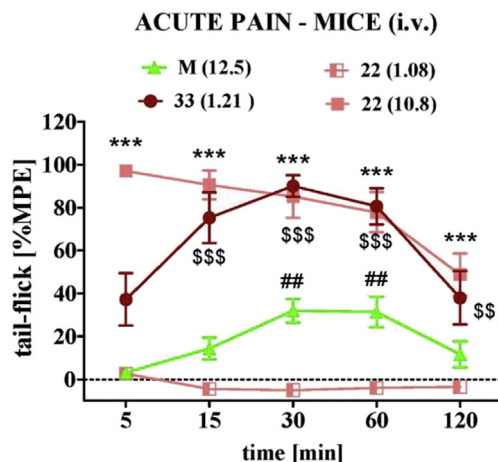 ACUTE PAIN - MICE (i.v.)
M (12.5) 22 (1.08)
33 (1.21 ) 22 (10.8)
120
100
80
60
40
20
0
tail-flick [%MPE]
*** *** *** *** ***
$$$ $$$ $$
## ##
5 15 30 60 120
time [min]